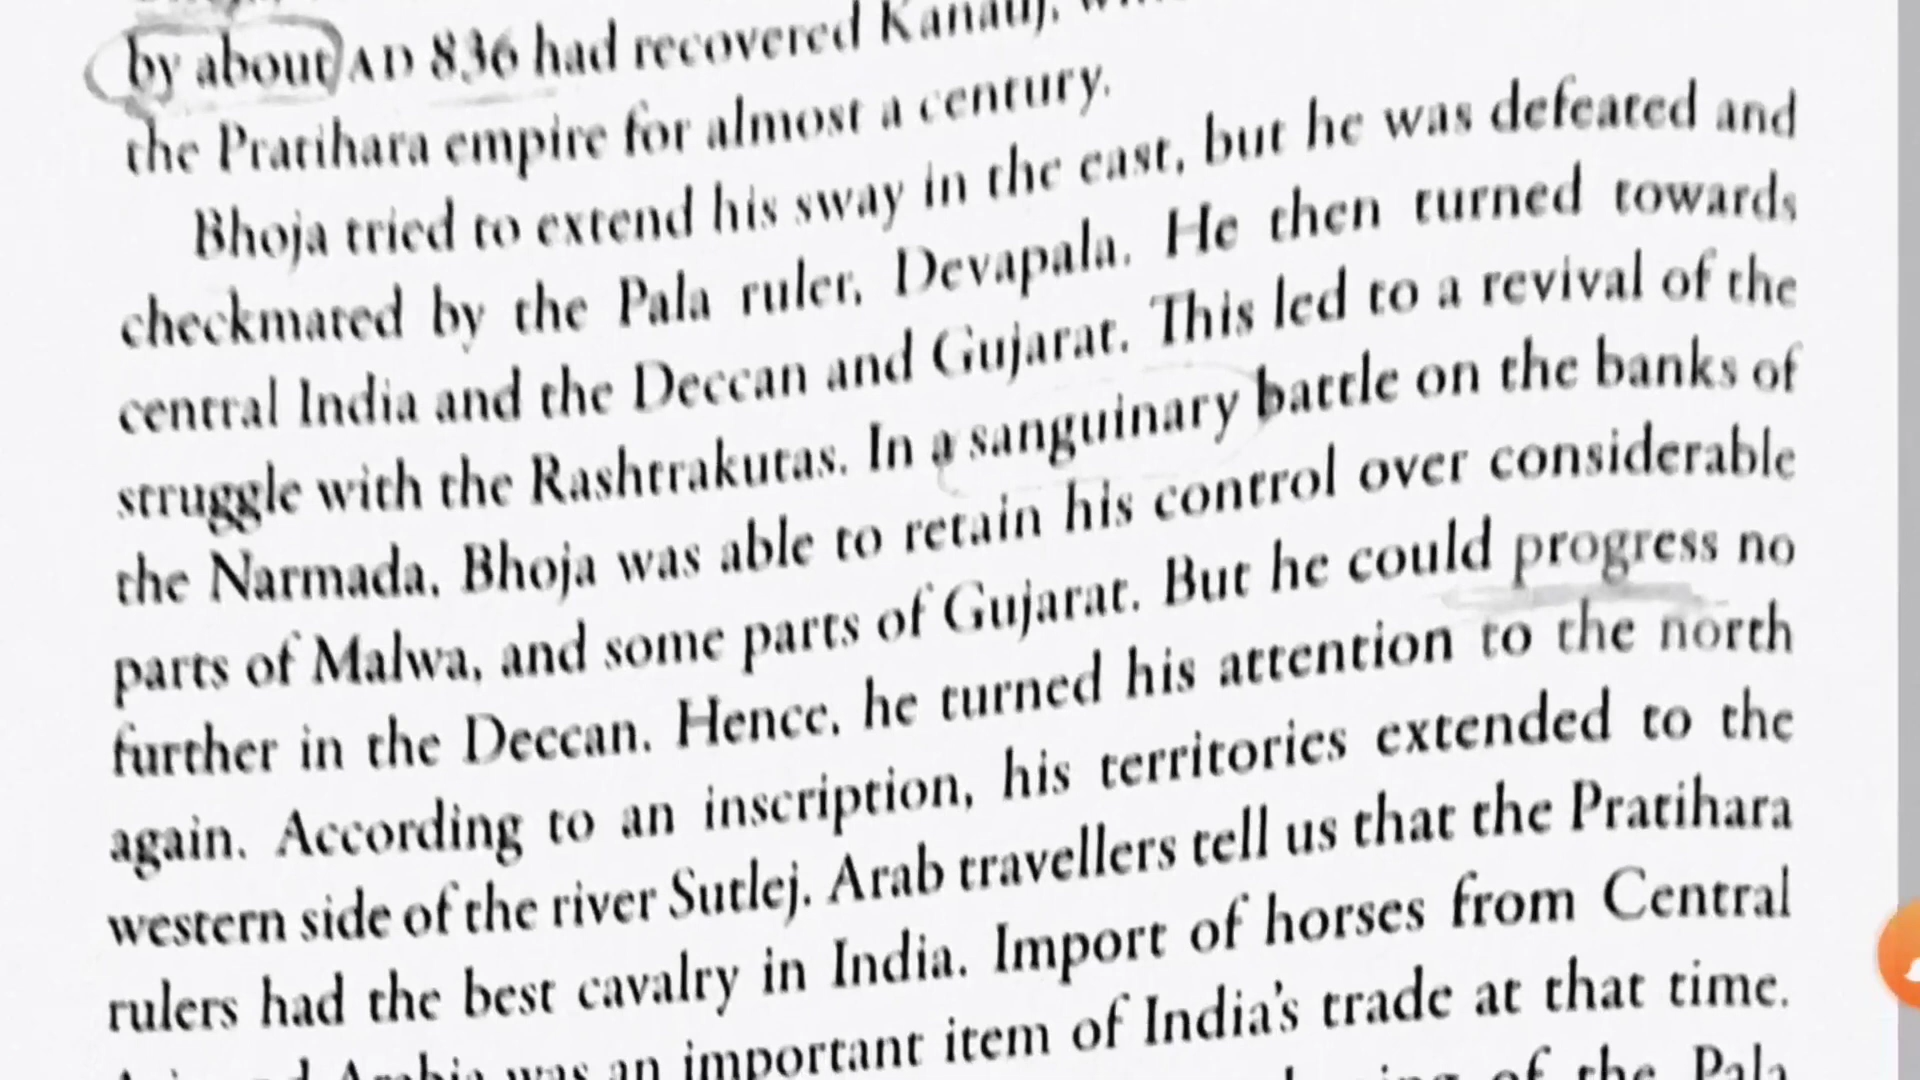 by about AD 836 had recovered Kanauj,
the Pratihara empire for almost a century.
Bhoja tried to extend his sway in the east, but he was defeated and
checkmated by the Pala ruler, Devapala. He then turned towards
central India and the Deccan and Gujarat. This led to a revival of the
struggle with the Rashtrakutas. In a sanguinary battle on the banks of
the Narmada, Bhoja was able to retain his control over considerable
parts of Malwa, and some parts of Gujarat. But he could progress no
further in the Deccan. Hence, he turned his attention to the north
again. According to an inscription, his territories extended to the
western side of the river Sutlej. Arab travellers tell us that the Pratihara
rulers had the best cavalry in India. Import of horses from Central
Arabia was an important item of India's trade at that time.
of the Pala